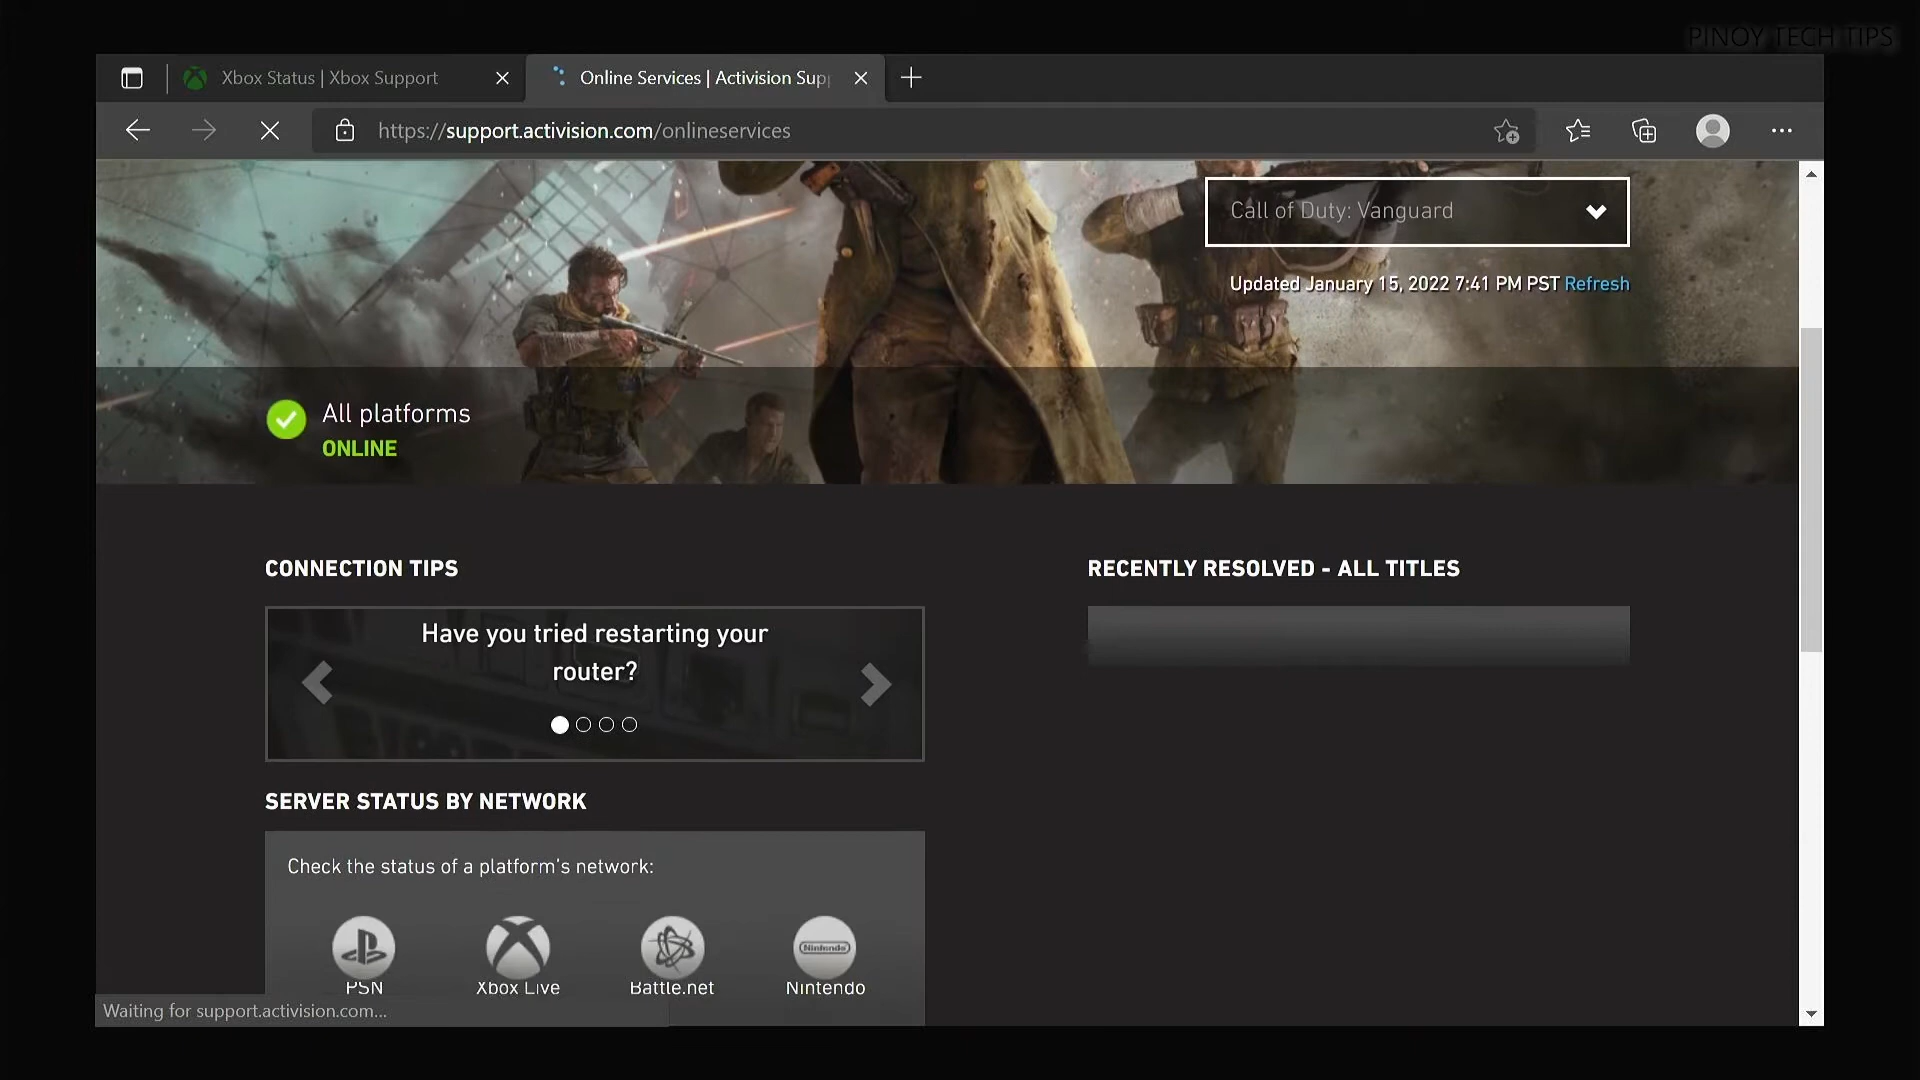 PINOY TECH TIPS
Xbox Status | Xbox Support
Online Services | Activision Sup
https://support.activision.com/onlineservices
Call of Duty: Vanguard
Updated January 15, 2022 7:41 PM PST Refresh
All platforms
ONLINE
CONNECTION TIPS
RECENTLY RESOLVED - ALL TITLES
Have you tried restarting your
router?
SERVER STATUS BY NETWORK
Check the status of a platform's network:
Nintendo
PSN Xbox Live Battle.net Nintendo
Waiting for support.activision.com...